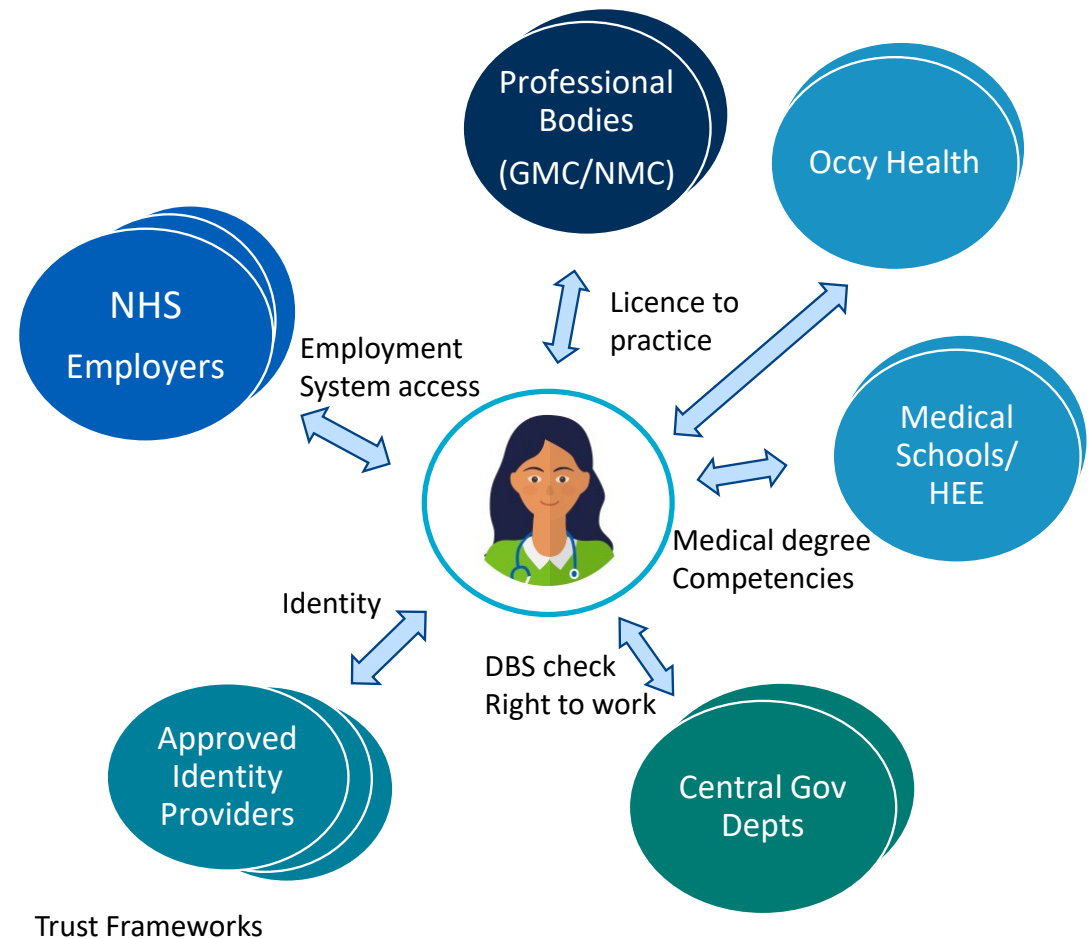 Professional
Bodies
(GMC/NMC)
Occy Health
NHS
Employers
Employment
System access
Licence to
practice
Medical
Schools/
HEE
Medical degree
Competencies
Identity
DBS check
Right to work
Approved
Identity
Providers
Central Gov
Depts
Trust Frameworks